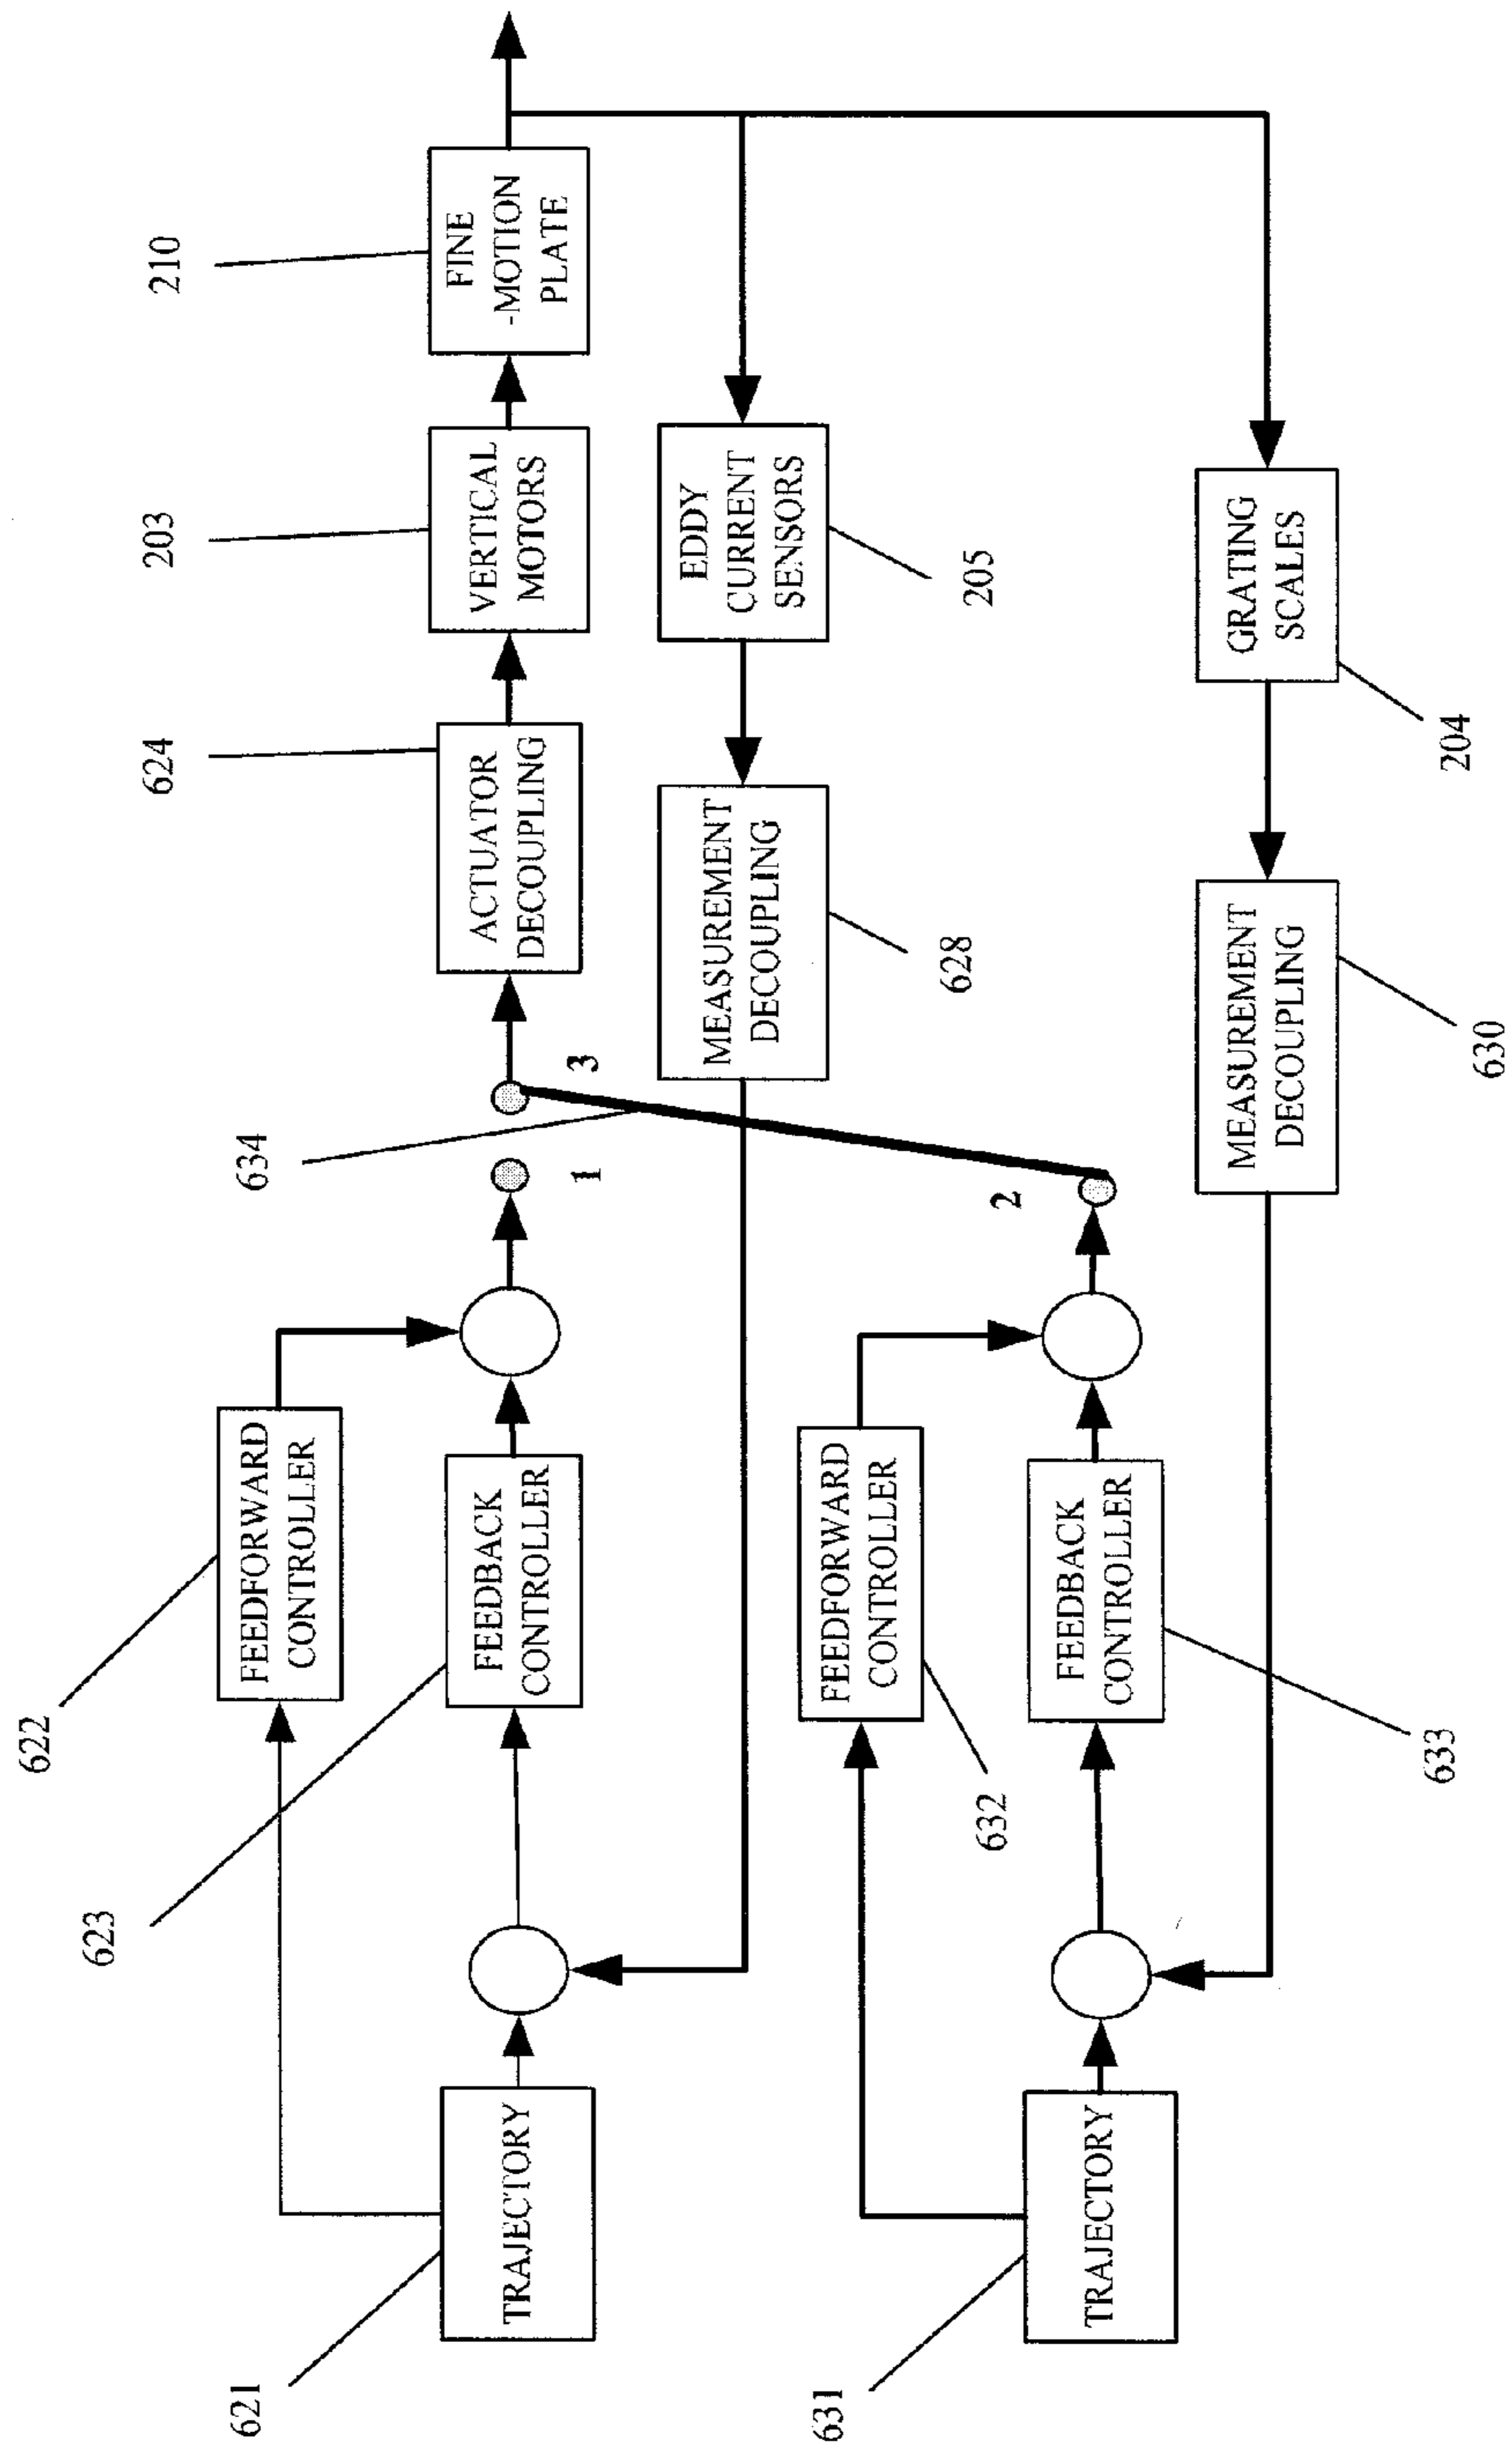 210
FINE
-MOTION
PLATE
203
VERTICAL
MOTORS
624
ACTUATOR
DECOUPLING
634
3
1
2
622
FEEDFORWARD
CONTROLLER
623
FEEDBACK
CONTROLLER
621
TRAJECTORY
EDDY
CURRENT
SENSORS
205
MEASUREMENT
DECOUPLING
628
FEEDFORWARD
CONTROLLER
632
FEEDBACK
CONTROLLER
633
631
TRAJECTORY
GRATING
SCALES
204
MEASUREMENT
DECOUPLING
630